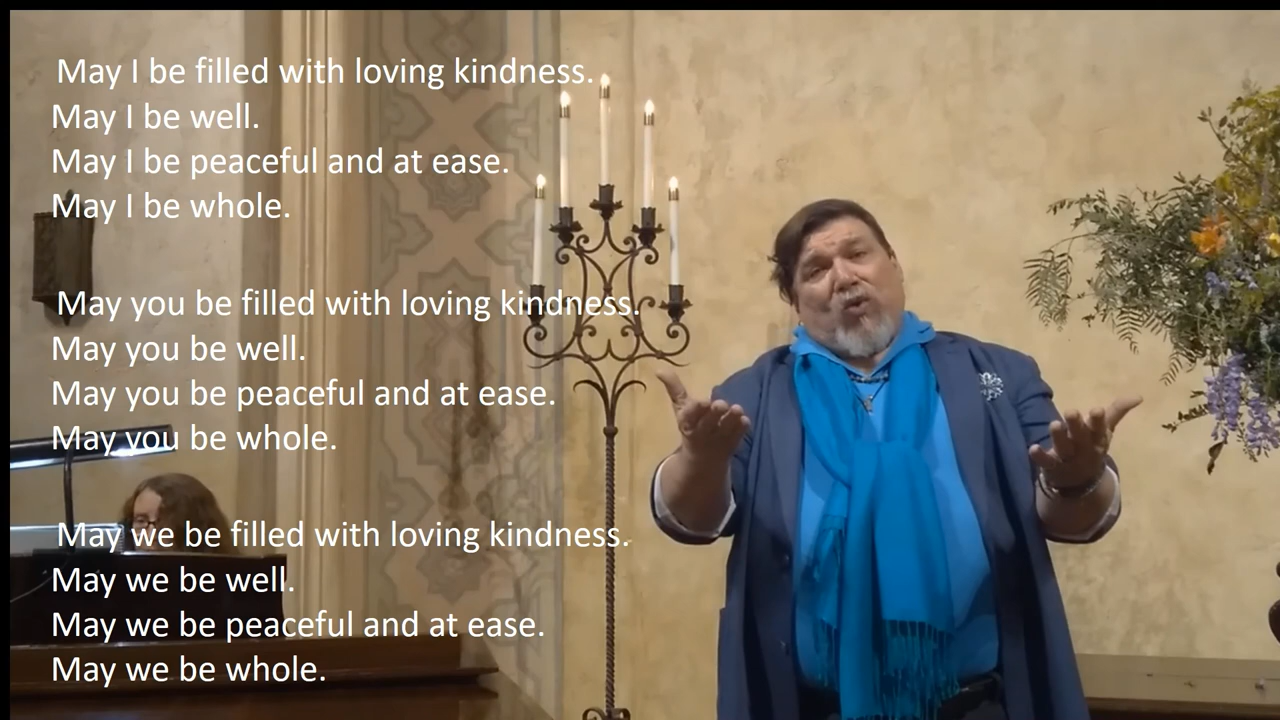 May I be filled with loving kindness.
May I be well.
May I be peaceful and at ease.
May I be whole.
May you be filled with loving kindness.
May you be well.
May you be peaceful and at ease.
May you be whole.
May we be filled with loving kindness.
May we be well.
May we be peaceful and at ease.
May we be whole.